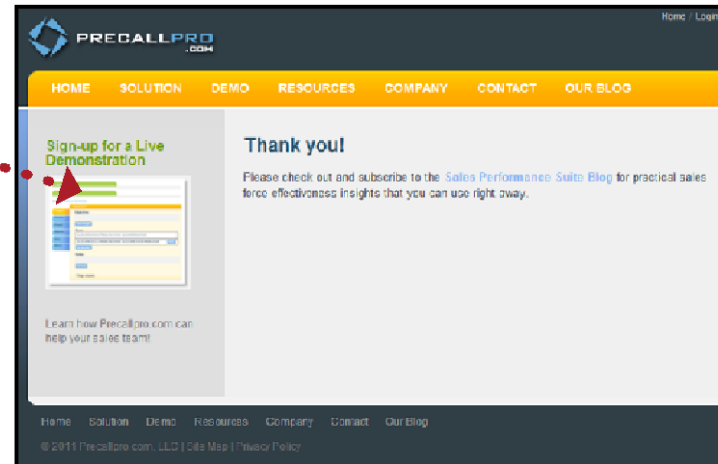 Home / Login
PRECALLPRO
.COM
HOME SOLUTION DEMO RESOURCES COMPANY CONTACT OUR BLOG
Sign-up for a Live
Demonstration
Learn how Precallpro.com can
help your sales team!
Thank you!
Please check out and subscribe to the Sales Performance Suite Blog for practical sales
force effectiveness insights that you can use right away.
Home Solution Demo Resources Company Contact Our Blog
© 2011 Precallpro.com, LLC | Site Map | Privacy Policy